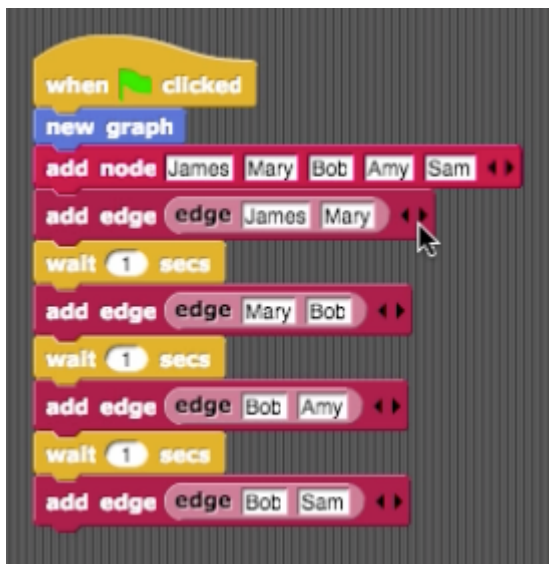 when clicked
new graph
add node James Mary Bob Amy Sam
add edge edge James Mary
wait 1 secs
add edge edge Mary Bob
wait 1 secs
add edge edge Bob Amy
wait 1 secs
add edge edge Bob Sam